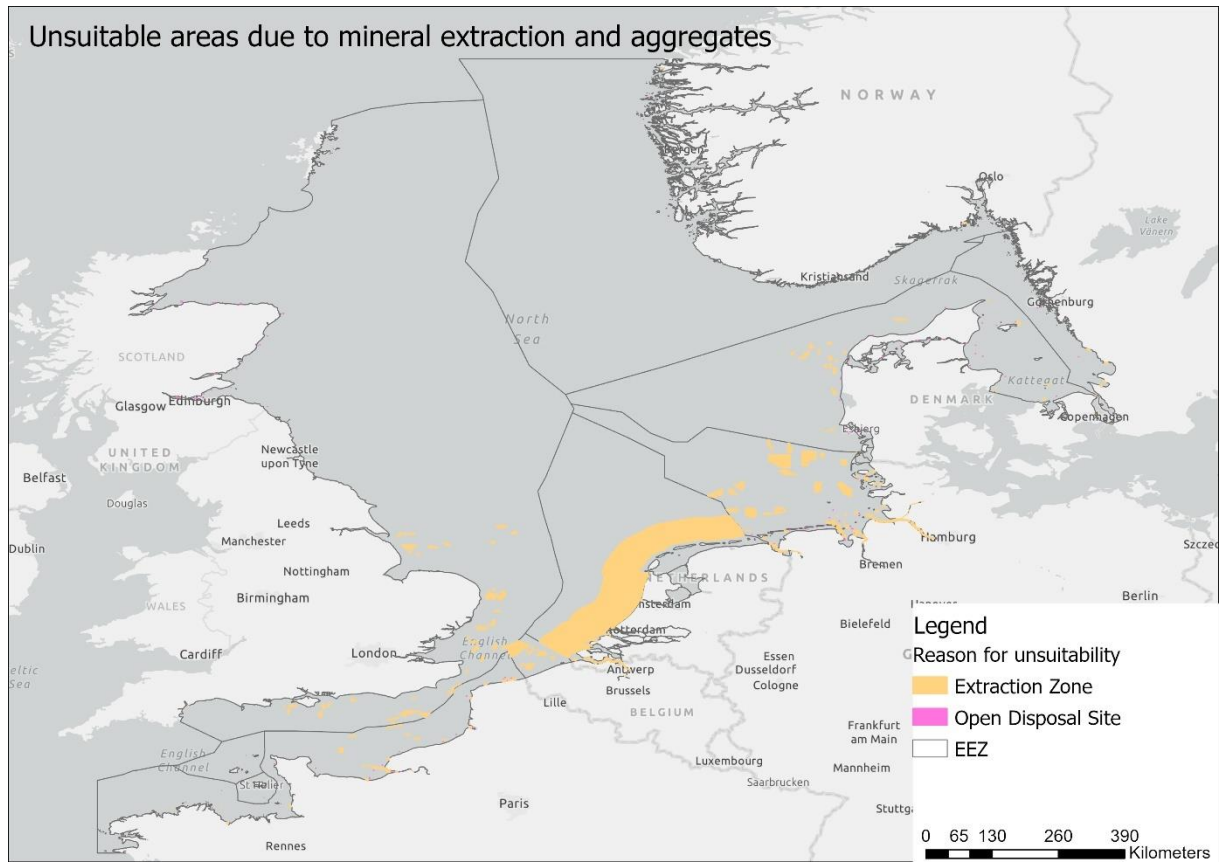 Unsuitable areas due to mineral extraction and aggregates
NORWAY
Bergen
Oslo
Lake
Vänern
Kristiansand
Skagerrak
Gothenburg
North
Sea
SCOTLAND
Kattegat
DENMARK
Glasgow
Edinburgh
Copenhagen
Esbjerg
UNITED
KINGDOM
Newcastle
upon Tyne
Belfast
Douglas
Leeds
Dublin
Manchester
Hamburg
Szczec
Nottingham
Bremen
NETHERLANDS
WALES
Birmingham
Berlin
msterdam
Rotterdam
Bielefeld
English
Channel
Cardiff
London
eltic
Sea
Antwerp
Essen
Dusseldorf
Cologne
Brussels
Lille
BELGIUM
Frankfurt
am Main
English
Channel
Luxembourg
Mannheim
St Helier
Saarbrucken
Paris
Stuttga
Rennes
Legend
Reason for unsuitability
Extraction Zone
Open Disposal Site
EEZ
0 65 130 260 390
Kilometers